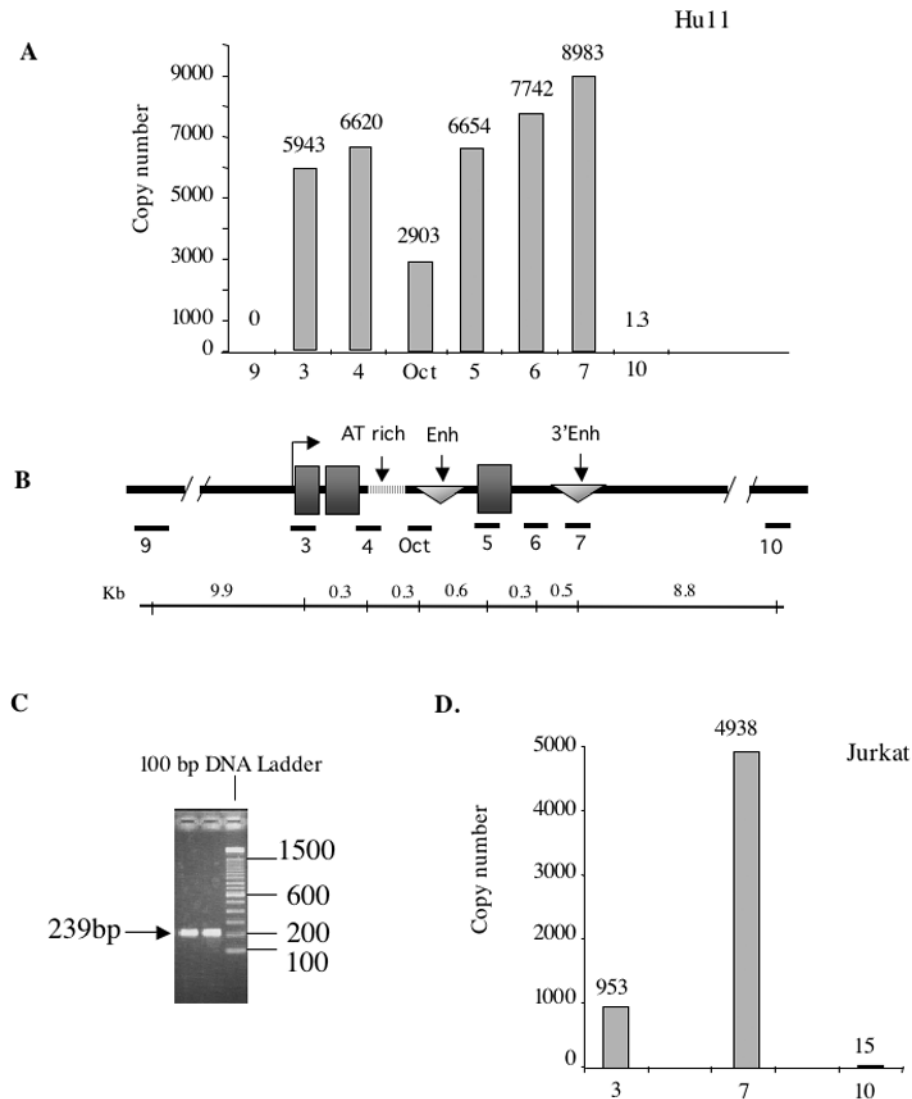 Hu11
A
Copy number
9000
7000
5000
3000
1000
0
0
5943
6620
2903
6654
7742
8983
1.3
9 3 4 Oct 5 6 7 10
B
AT rich Enh 3'Enh
9 3 4 Oct 5 6 7 10
Kb 9.9 0.3 0.3 0.6 0.3 0.5 8.8
C
100 bp DNA Ladder
1500
600
239bp
200
100
D.
Jurkat
Copy number
5000
4000
3000
2000
1000
0
953
4938
15
3 7 10